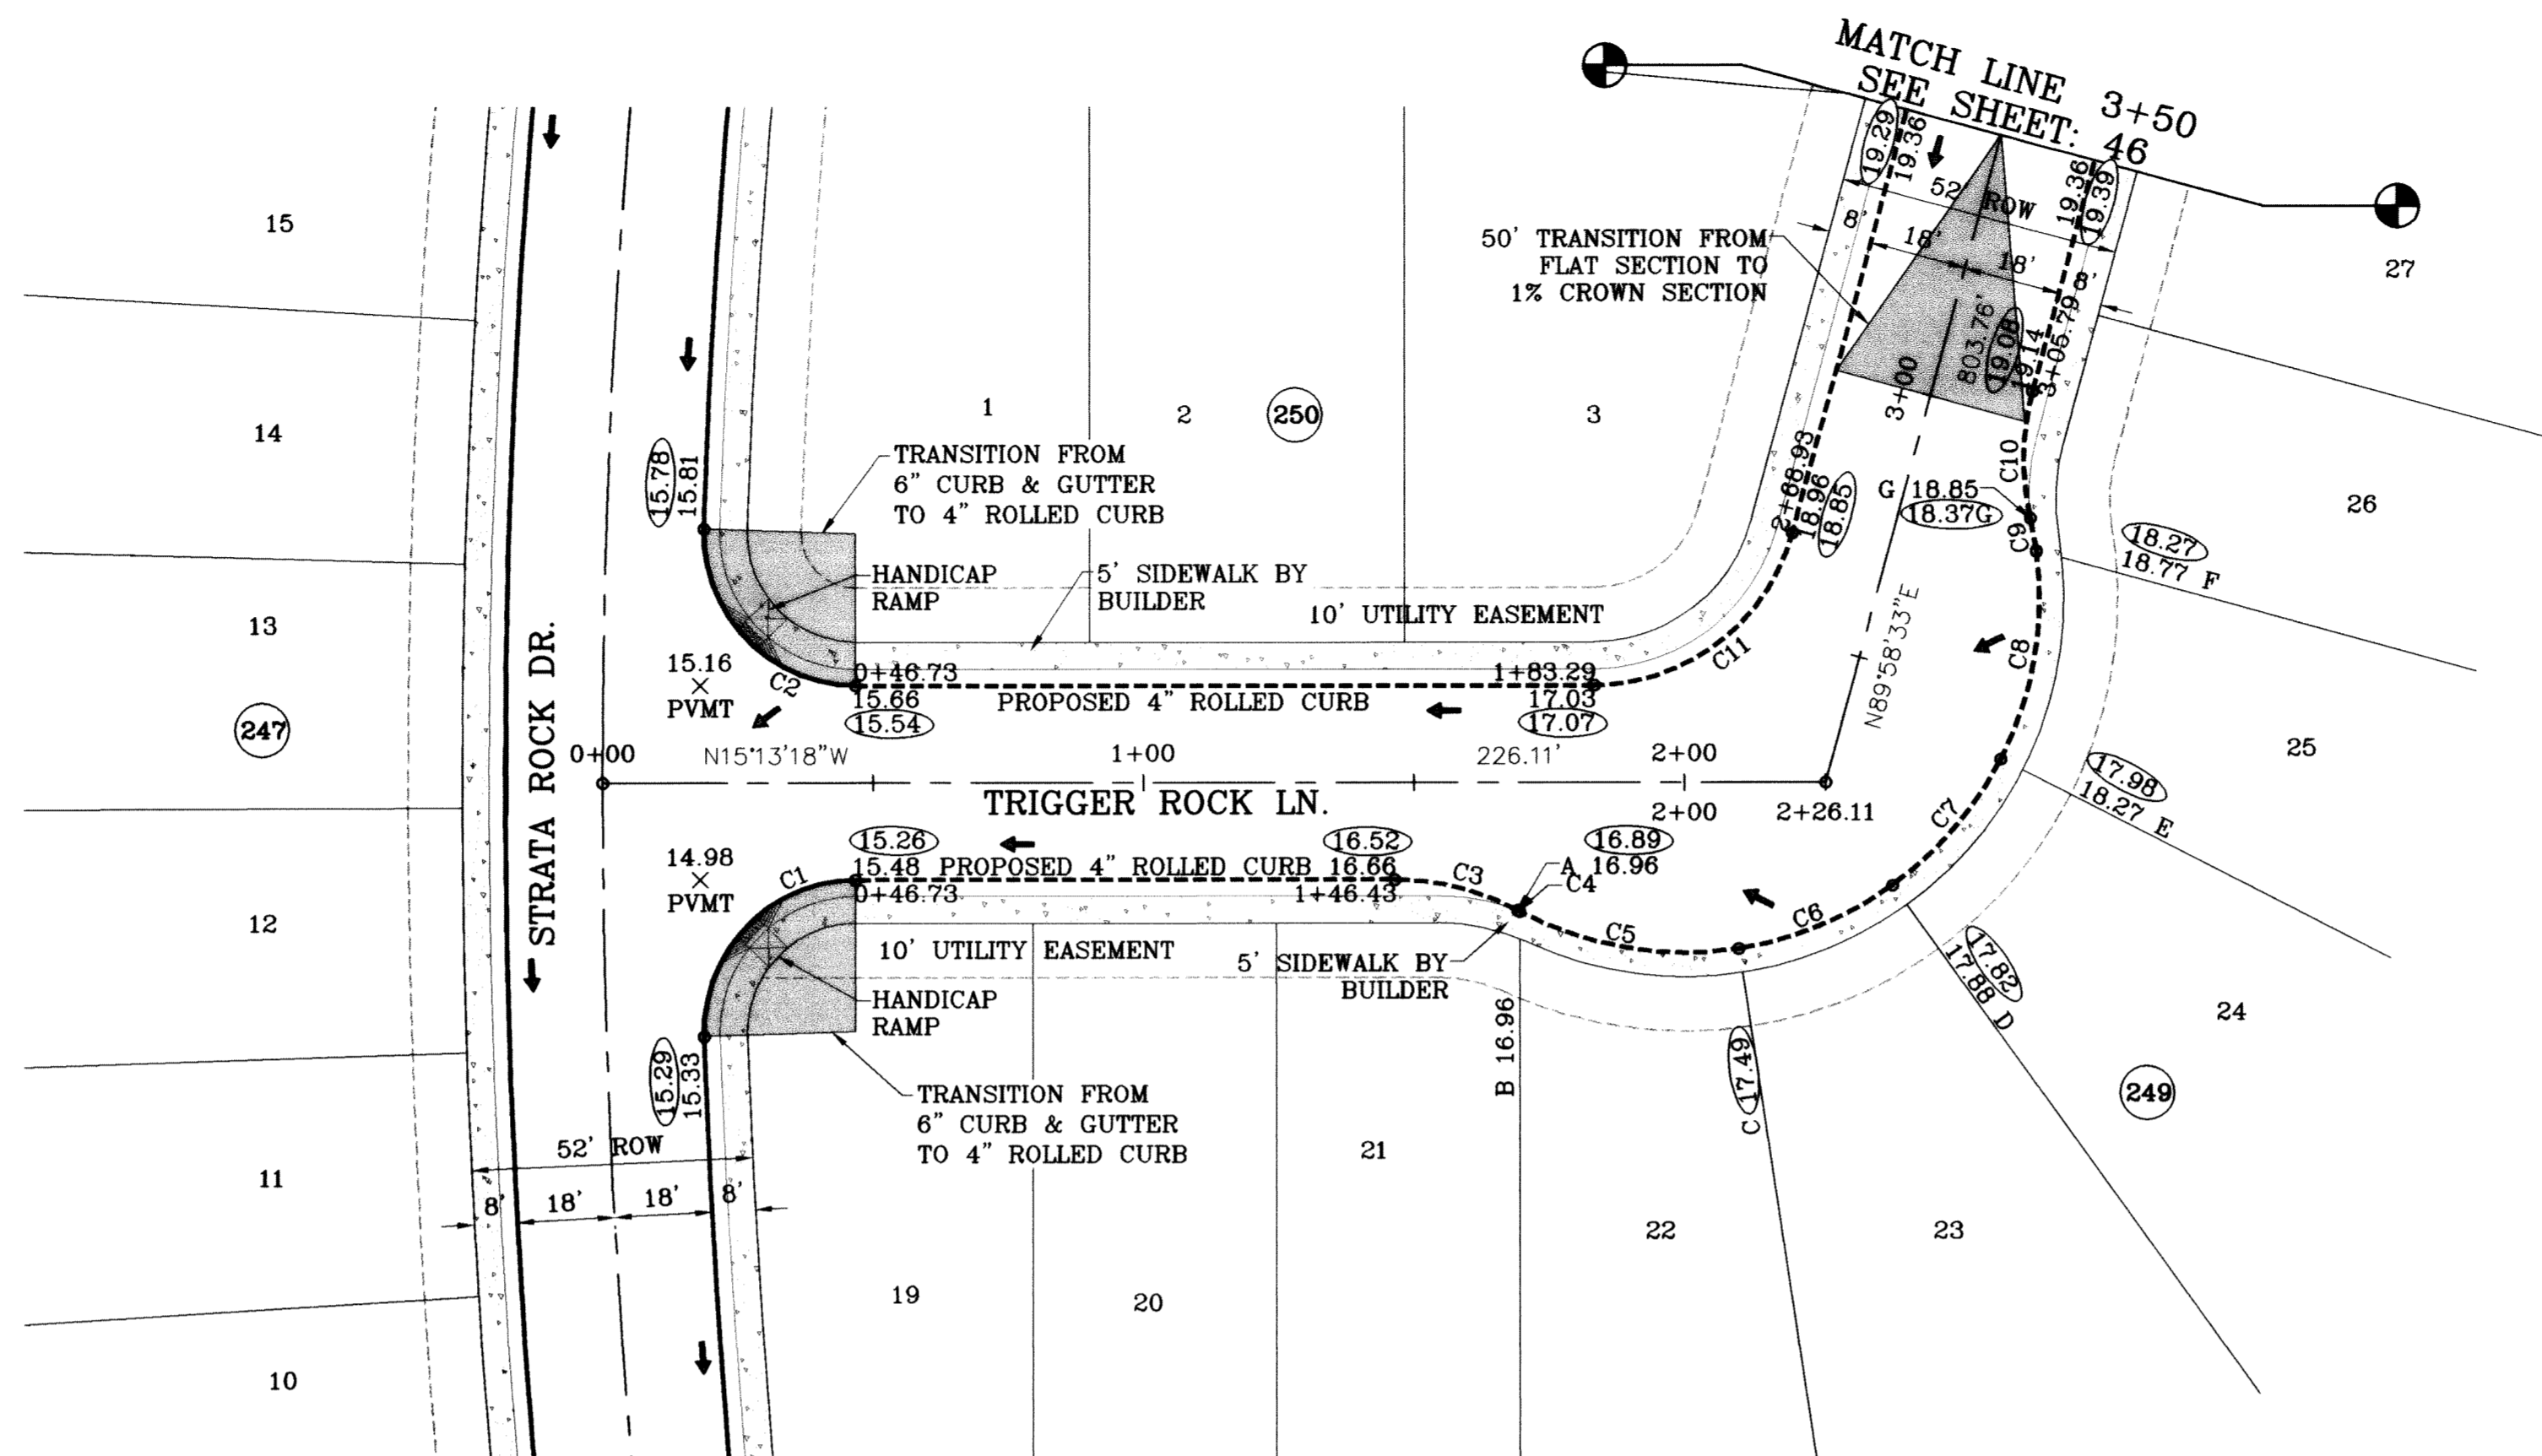 MATCH LINE 3+50
SEE SHEET: 46
19.29
19.36
19.36
19.39
52' ROW
8'
18'
18'
8'
50' TRANSITION FROM
FLAT SECTION TO
1% CROWN SECTION
27
15
14
13
12
11
10
247
1
2
250
3
803.76'
19.08
19.14
3+05.79
3+00
C10
G 18.85
18.37G
C9
26
18.27
18.77 F
2+88.93
18.96
18.85
15.78
15.81
TRANSITION FROM
6" CURB & GUTTER
TO 4" ROLLED CURB
HANDICAP
RAMP
5' SIDEWALK BY
BUILDER
10' UTILITY EASEMENT
C11
C8
N89°58'33"E
25
STRATA ROCK DR.
15.16
PVMT
C2
0+46.73
15.66
15.54
PROPOSED 4" ROLLED CURB
1+83.29
17.03
17.07
0+00
N15°13'18"W
1+00
226.11'
2+00
TRIGGER ROCK LN.
2+00
2+26.11
17.98
18.27 E
C7
14.98
PVMT
C1
15.26
15.48 PROPOSED 4" ROLLED CURB 16.66
16.52
0+46.73
1+46.43
16.89
A 16.96
C3
C4
C5
C6
10' UTILITY EASEMENT
5' SIDEWALK BY
BUILDER
HANDICAP
RAMP
17.82
17.88 D
24
249
B 16.96
C 17.49
15.29
15.33
TRANSITION FROM
6" CURB & GUTTER
TO 4" ROLLED CURB
52' ROW
8'
18'
18'
8'
19
20
21
22
23